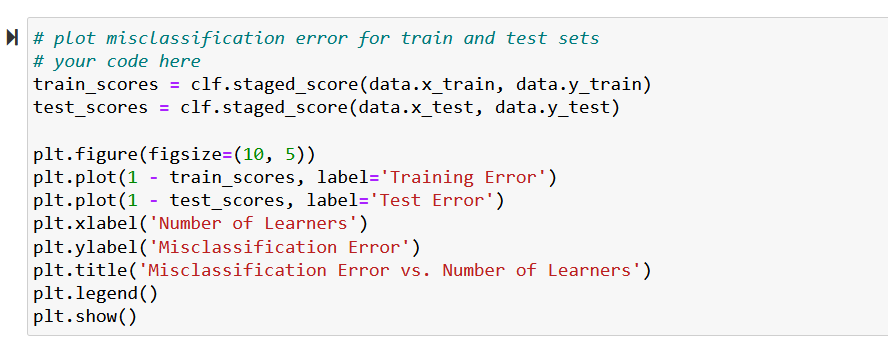 # plot misclassification error for train and test sets
# your code here
train_scores = clf.staged_score(data.x_train, data.y_train)
test_scores = clf.staged_score(data.x_test, data.y_test)
plt.figure(figsize=(10, 5))
plt.plot(1 - train_scores, label='Training Error')
plt.plot(1 - test_scores, label='Test Error')
plt.xlabel('Number of Learners')
plt.ylabel('Misclassification Error')
plt.title('Misclassification Error vs. Number of Learners')
plt.legend()
plt.show()